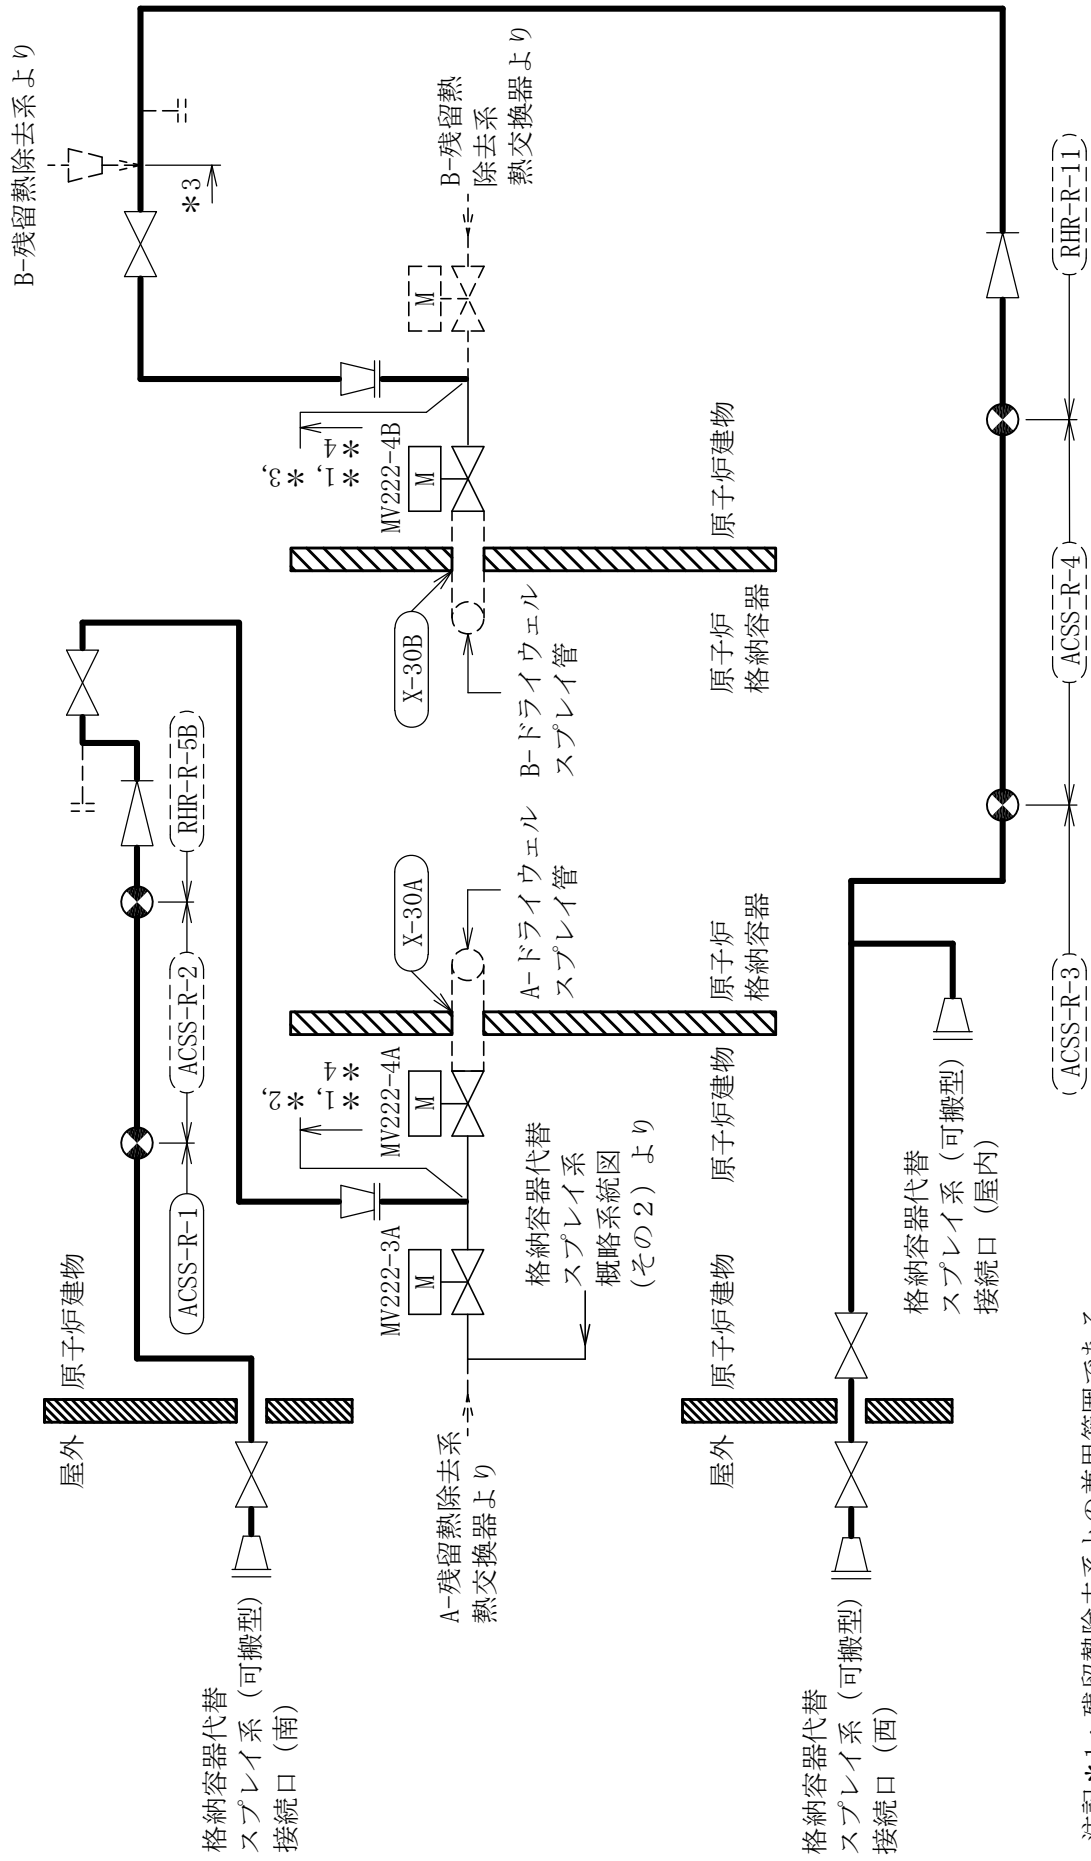 B-残留熱除去系より
＊3
B-残留熱
除去系
熱交換器より
M
＊1, ＊3,
＊4
MV222-4B
M
原子炉建物
原子炉
格納容器
X-30B
B-ドライウェル
スプレイ管
RHR-R-11
ACSS-R-4
ACSS-R-3
RHR-R-5B
ACSS-R-2
ACSS-R-1
X-30A
A-ドライウェル
スプレイ管
原子炉
格納容器
原子炉建物
＊1, ＊2,
＊4
MV222-4A
M
MV222-3A
M
格納容器代替
スプレイ系
概略系統図
(その2) より
格納容器代替
スプレイ系 (可搬型)
接続口 (屋内)
原子炉建物
屋外
原子炉建物
屋外
A-残留熱除去系
熱交換器より
格納容器代替
スプレイ系 (可搬型)
接続口 (南)
格納容器代替
スプレイ系 (可搬型)
接続口 (西)
注記＊1：残留熱除去系との兼用範囲である